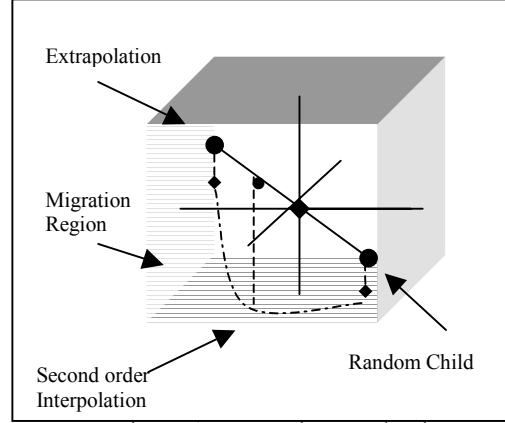 Extrapolation
Migration
Region
Random Child
Second order
Interpolation